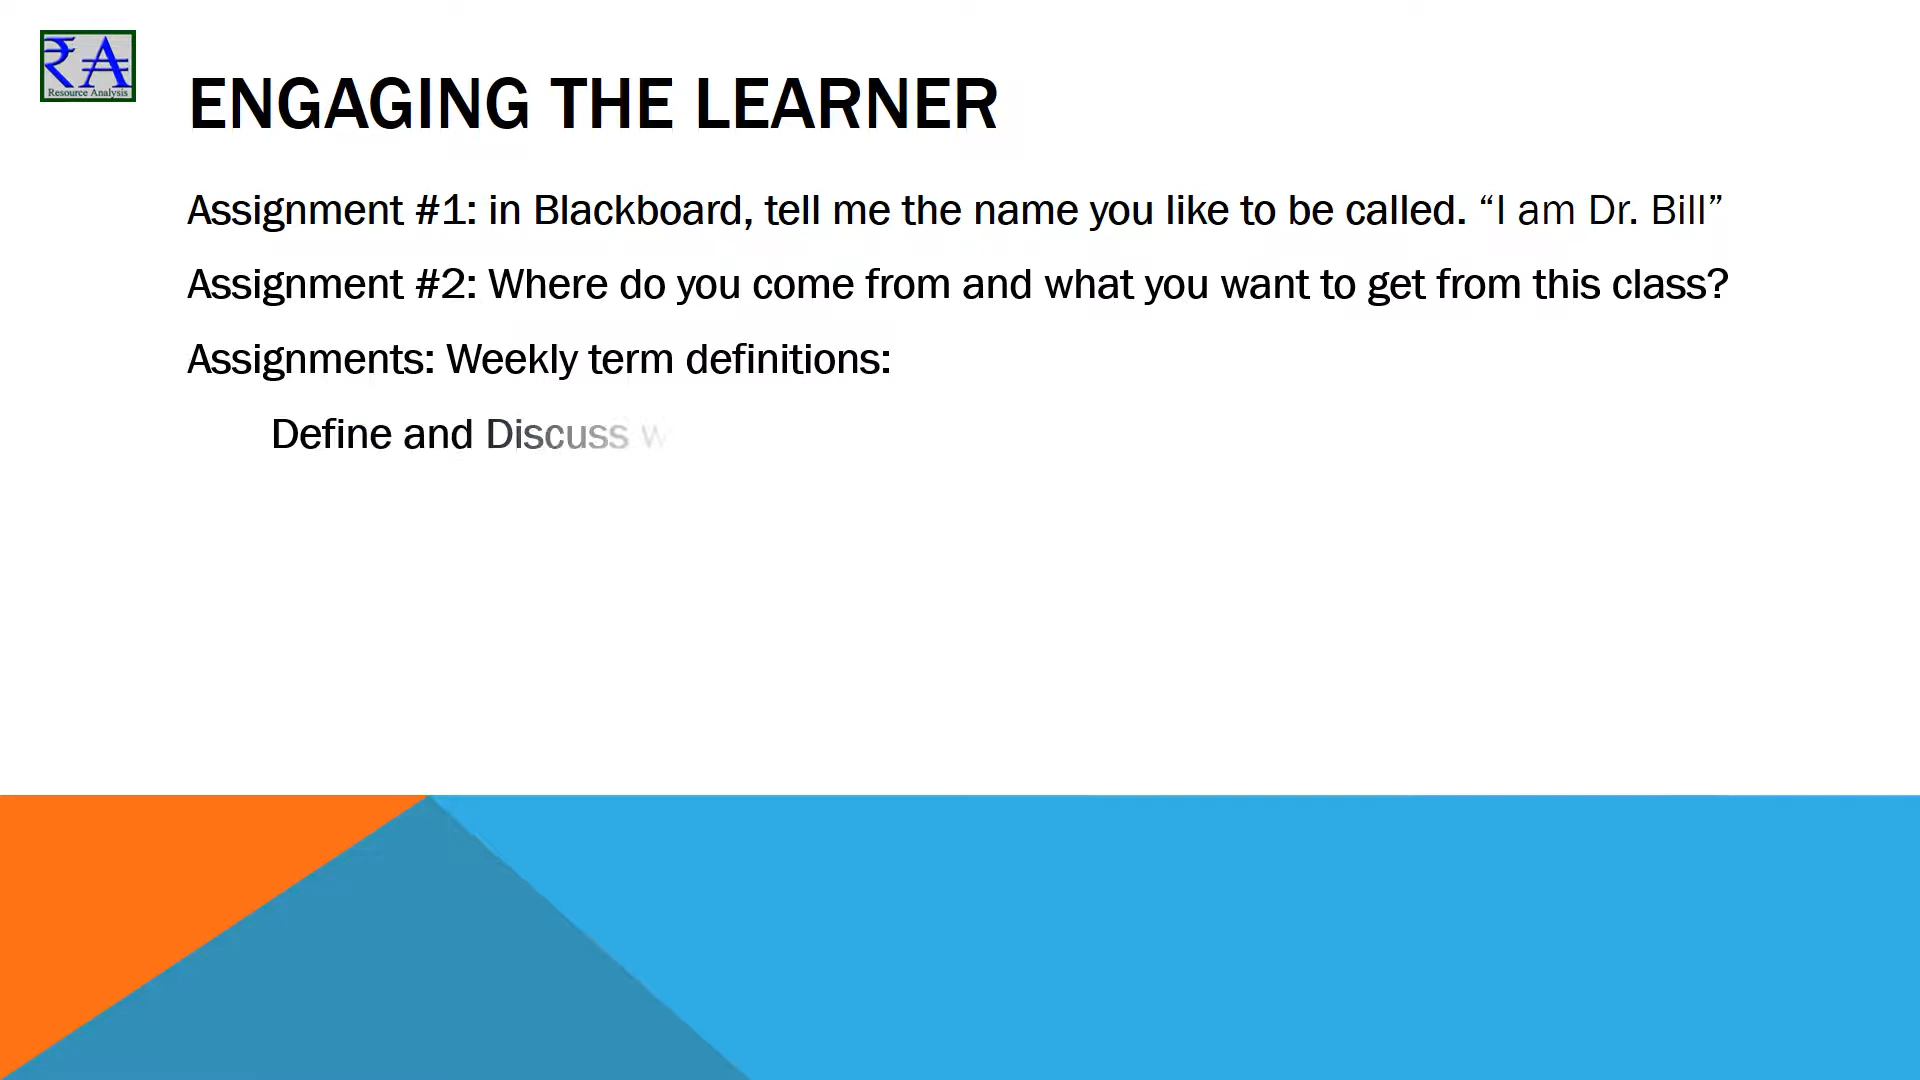 ₹A
Resource Analysis
ENGAGING THE LEARNER
Assignment #1: in Blackboard, tell me the name you like to be called. “I am Dr. Bill”
Assignment #2: Where do you come from and what you want to get from this class?
Assignments: Weekly term definitions:
Define and Discuss w